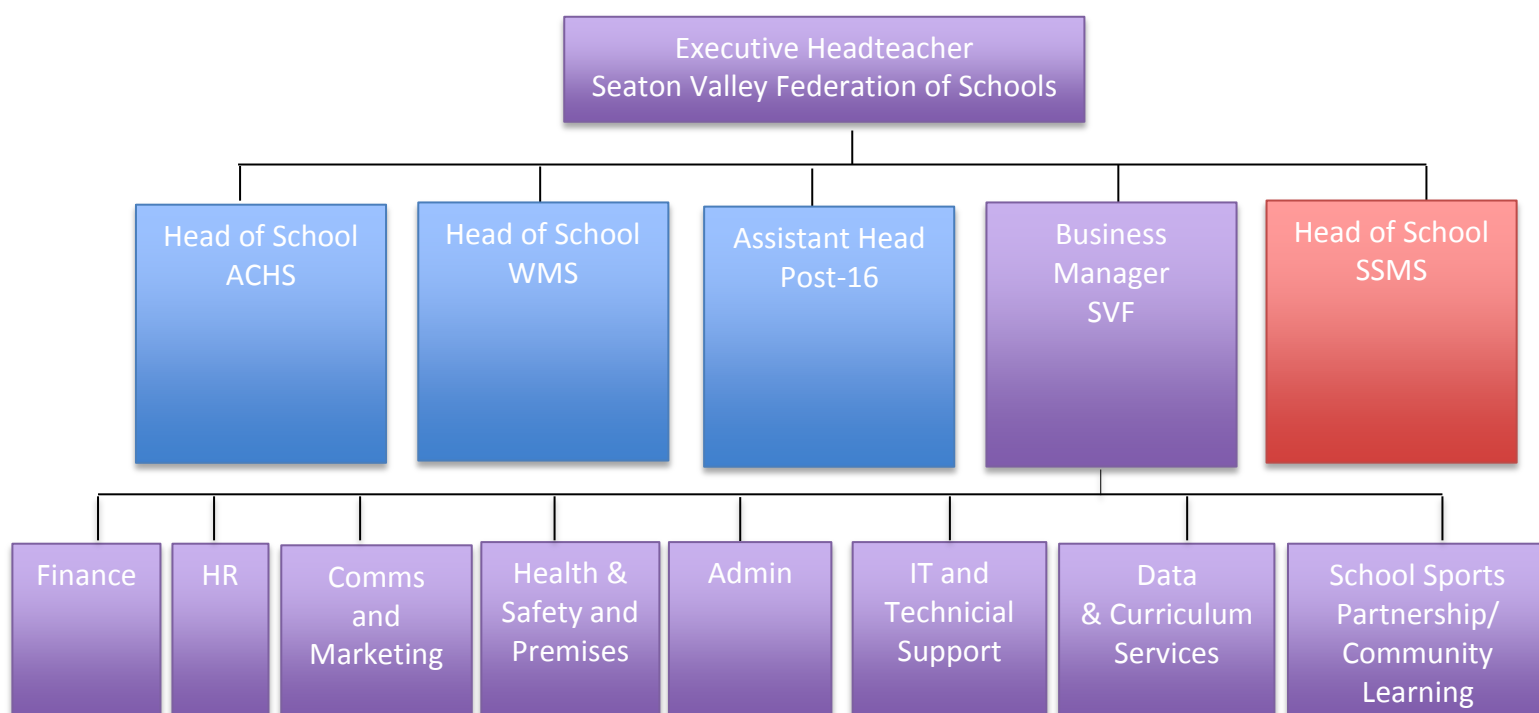 Executive Headteacher
Seaton Valley Federation of Schools
Head of School
ACHS
Head of School
WMS
Assistant Head
Post-16
Business
Manager
SVF
Head of School
SSMS
Finance
HR
Comms
and
Marketing
Health &
Safety and
Premises
Admin
IT and
Technicial
Support
Data
& Curriculum
Services
School Sports
Partnership/
Community
Learning